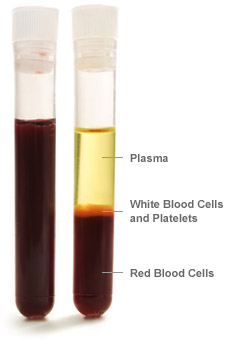 Plasma
White Blood Cells
and Platelets
Red Blood Cells